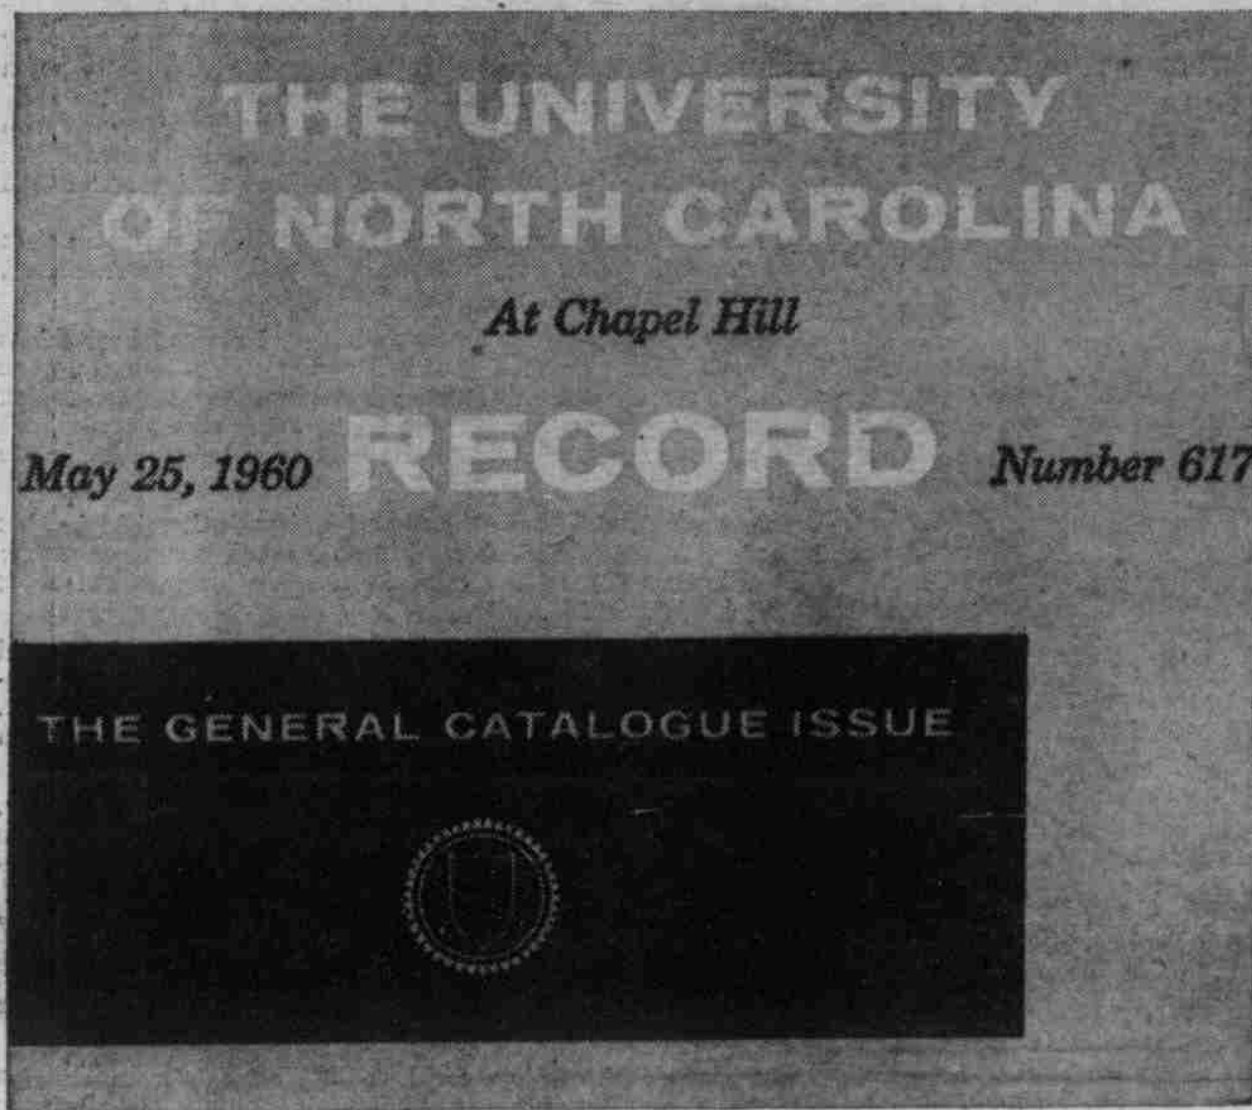 THE UNIVERSITY
OF NORTH CAROLINA
At Chapel Hill
May 25, 1960 RECORD Number 617
THE GENERAL CATALOGUE ISSUE